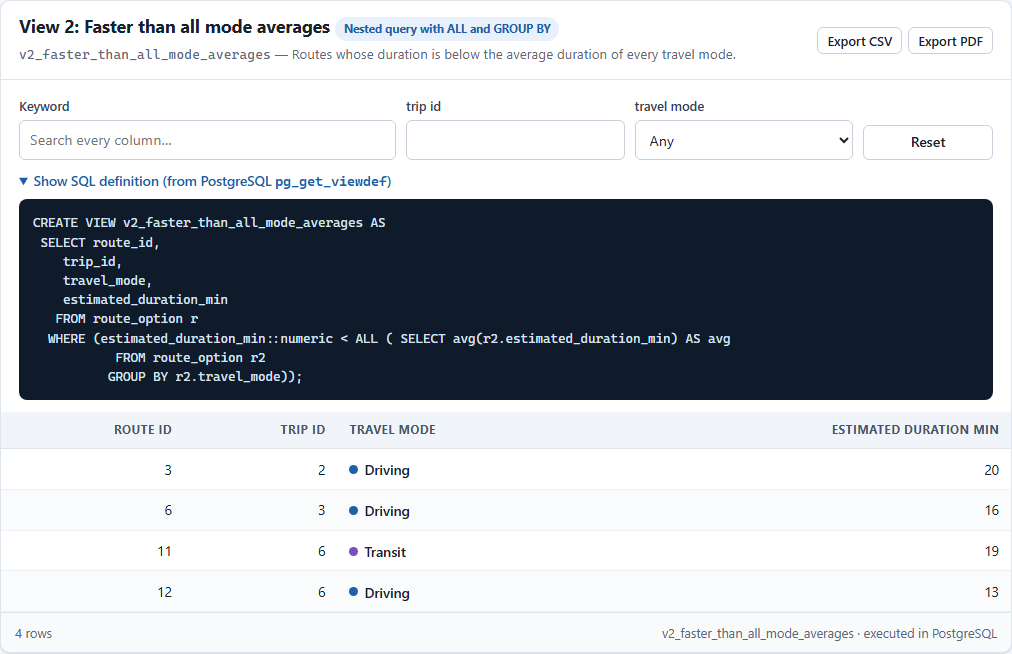 View 2: Faster than all mode averages Nested query with ALL and GROUP BY
v2_faster_than_all_mode_averages — Routes whose duration is below the average duration of every travel mode.
Export CSV Export PDF
Keyword trip id travel mode
Search every column... Any Reset
▼ Show SQL definition (from PostgreSQL pg_get_viewdef)
CREATE VIEW v2_faster_than_all_mode_averages AS
SELECT route_id,
trip_id,
travel_mode,
estimated_duration_min
FROM route_option r
WHERE (estimated_duration_min::numeric < ALL ( SELECT avg(r2.estimated_duration_min) AS avg
FROM route_option r2
GROUP BY r2.travel_mode));
ROUTE ID TRIP ID TRAVEL MODE ESTIMATED DURATION MIN
3 2 Driving 20
6 3 Driving 16
11 6 Transit 19
12 6 Driving 13
4 rows v2_faster_than_all_mode_averages · executed in PostgreSQL